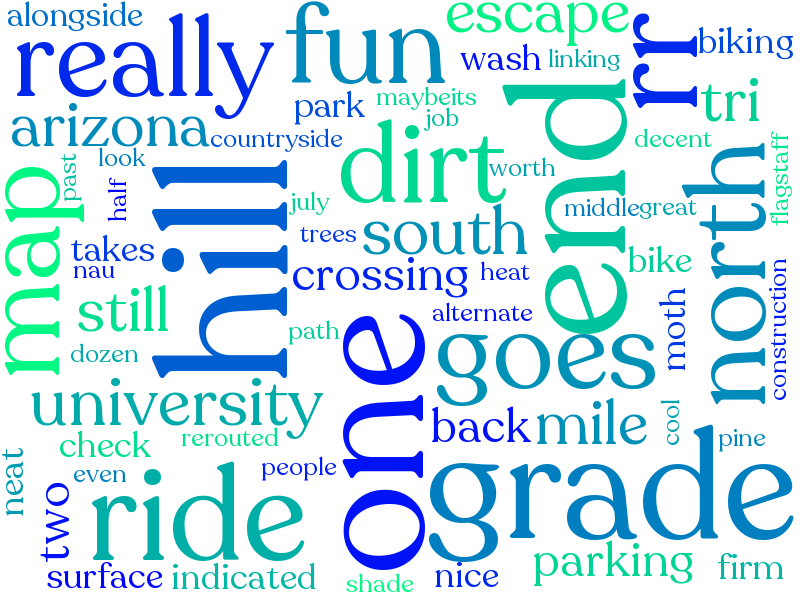 alongside
really
fun
escape
wash
linking
rr
biking
tri
park
maybeits
job
arizona
countryside
dirt
end
decent
flagstaff
look
past
half
hill
july
worth
middle
great
north
map
takes
nau
trees
south
crossing
heat
bike
still
dozen
path
one
alternate
goes
moth
construction
university
check
rerouted
back
mile
cool
pine
neat
even
two
ride
people
grade
surface
indicated
shade
nice
parking
firm